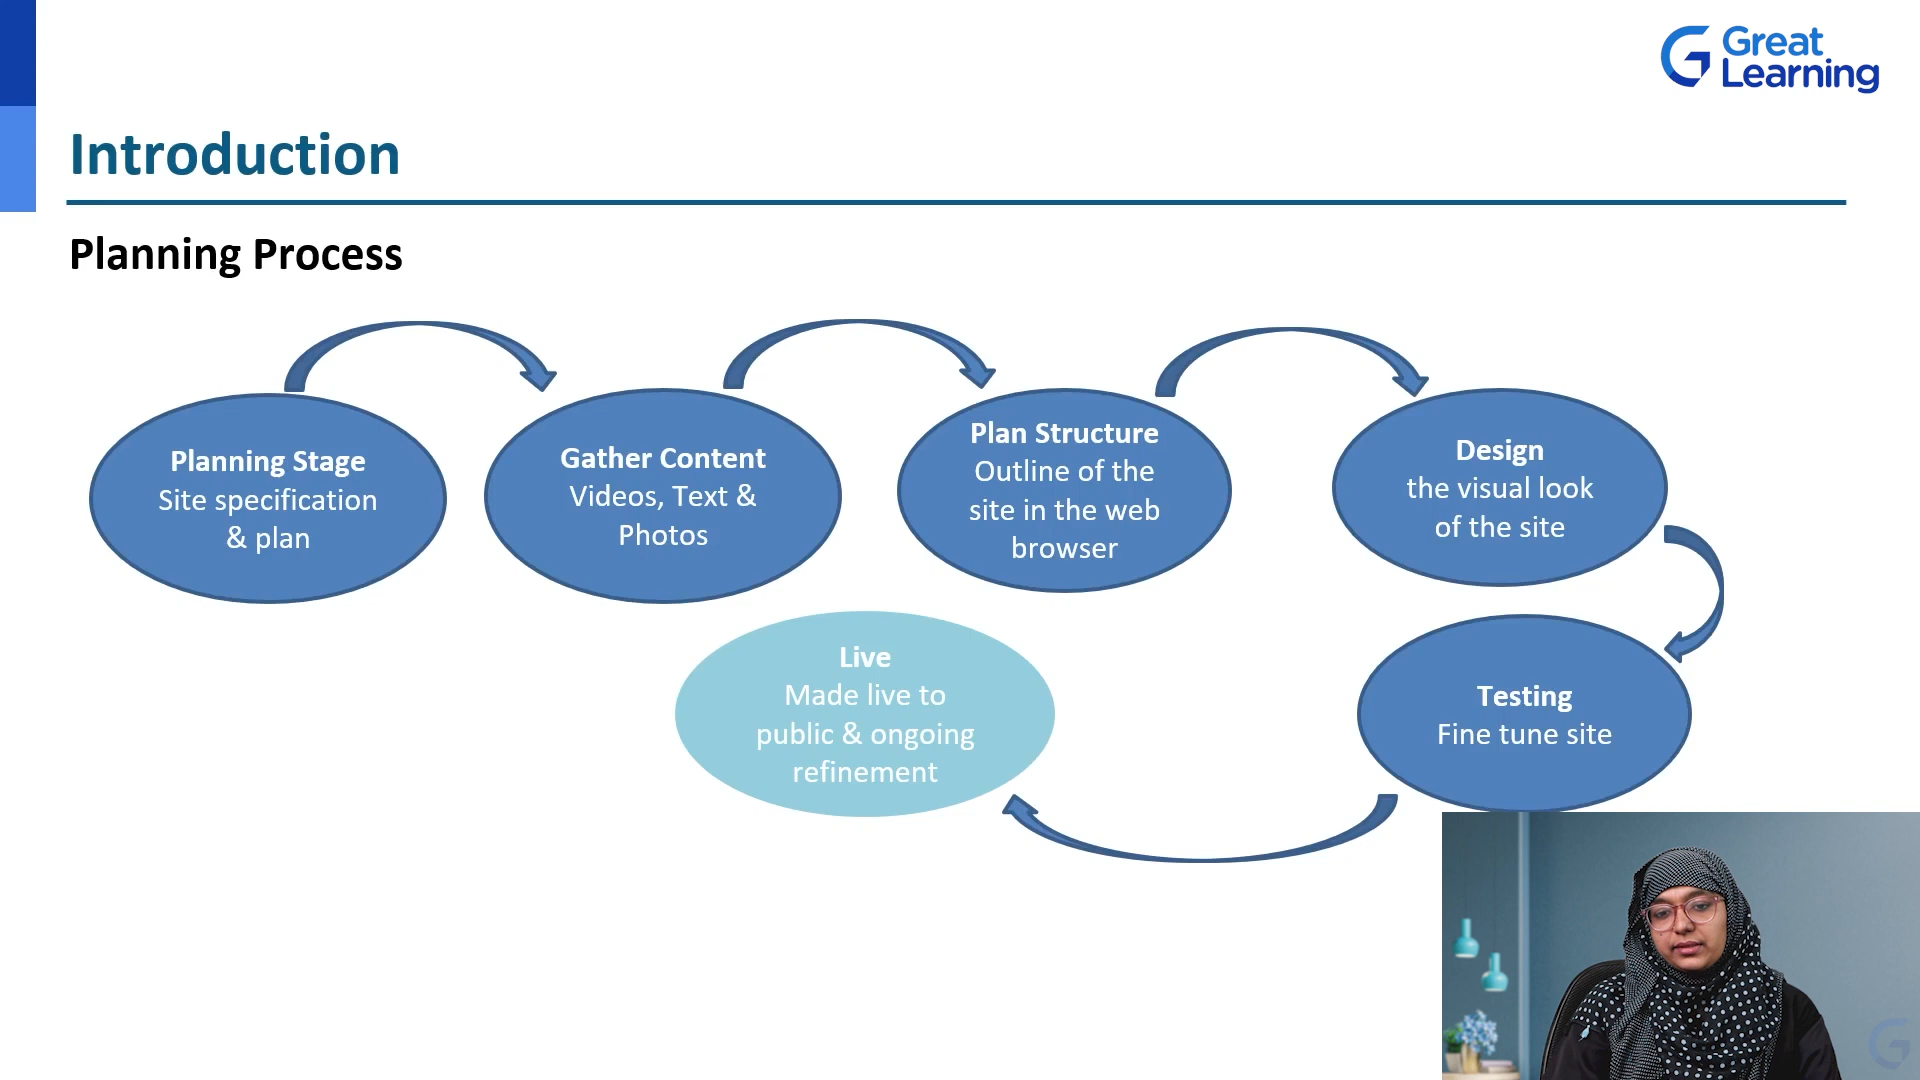 Great
Learning
Introduction
Planning Process
Planning Stage
Site specification
& plan
Gather Content
Videos, Text &
Photos
Plan Structure
Outline of the
site in the web
browser
Design
the visual look
of the site
Live
Made live to
public & ongoing
refinement
Testing
Fine tune site